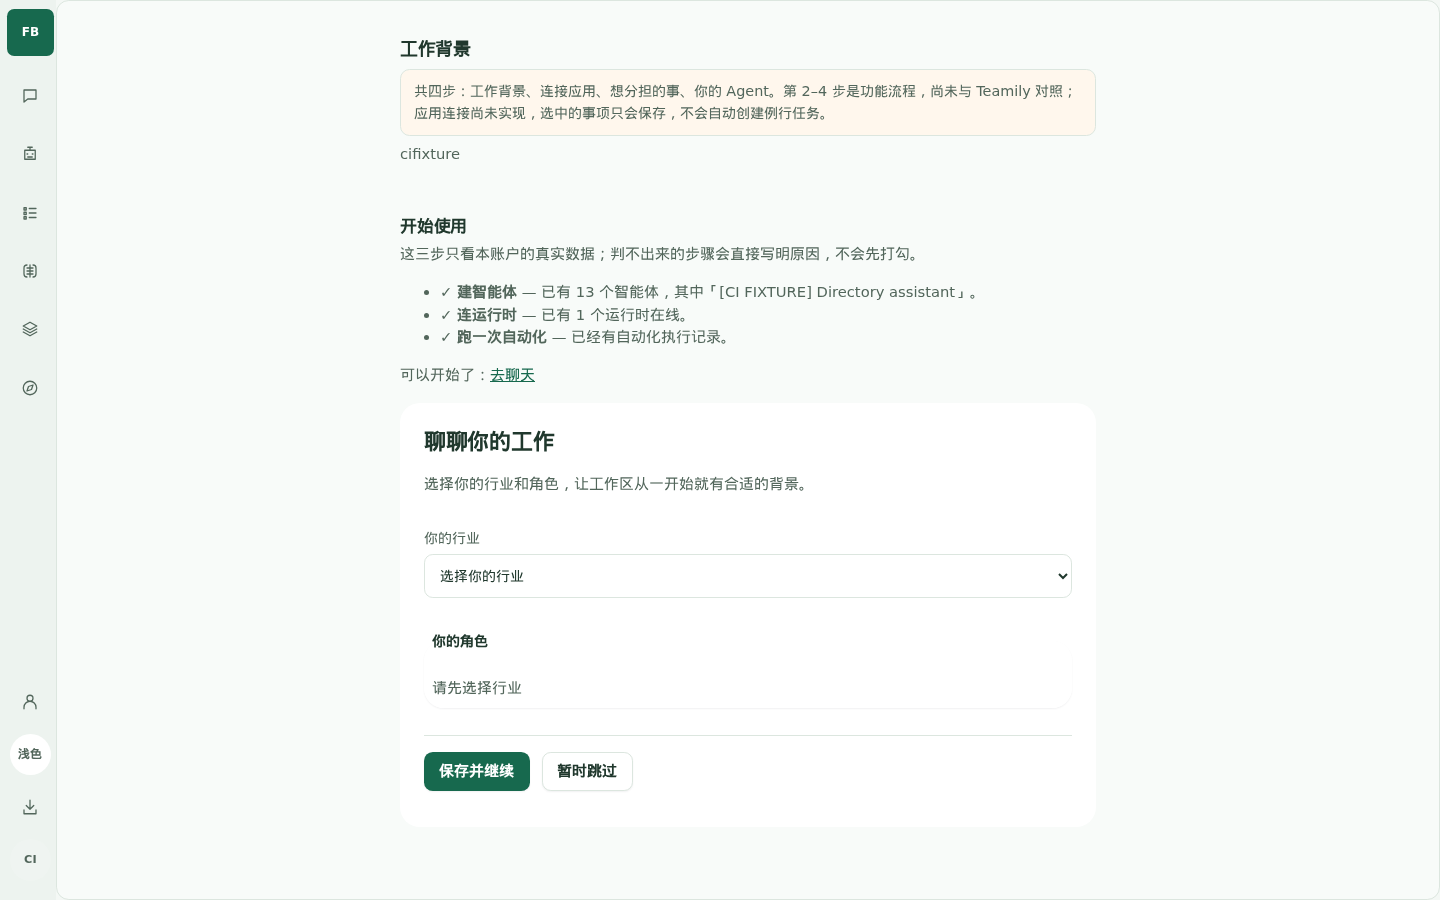 FB
工作背景
共四步：工作背景、连接应用、想分担的事、你的 Agent。第 2–4 步是功能流程，尚未与 Teamily 对照；
应用连接尚未实现，选中的事项只会保存，不会自动创建例行任务。
cifixture
开始使用
这三步只看本账户的真实数据；判不出来的步骤会直接写明原因，不会先打勾。
• ✓ 建智能体 — 已有 13 个智能体，其中「[CI FIXTURE] Directory assistant」。
• ✓ 连运行时 — 已有 1 个运行时在线。
• ✓ 跑一次自动化 — 已经有自动化执行记录。
可以开始了：去聊天
聊聊你的工作
选择你的行业和角色，让工作区从一开始就有合适的背景。
你的行业
选择你的行业
你的角色
请先选择行业
保存并继续 暂时跳过
浅色
CI